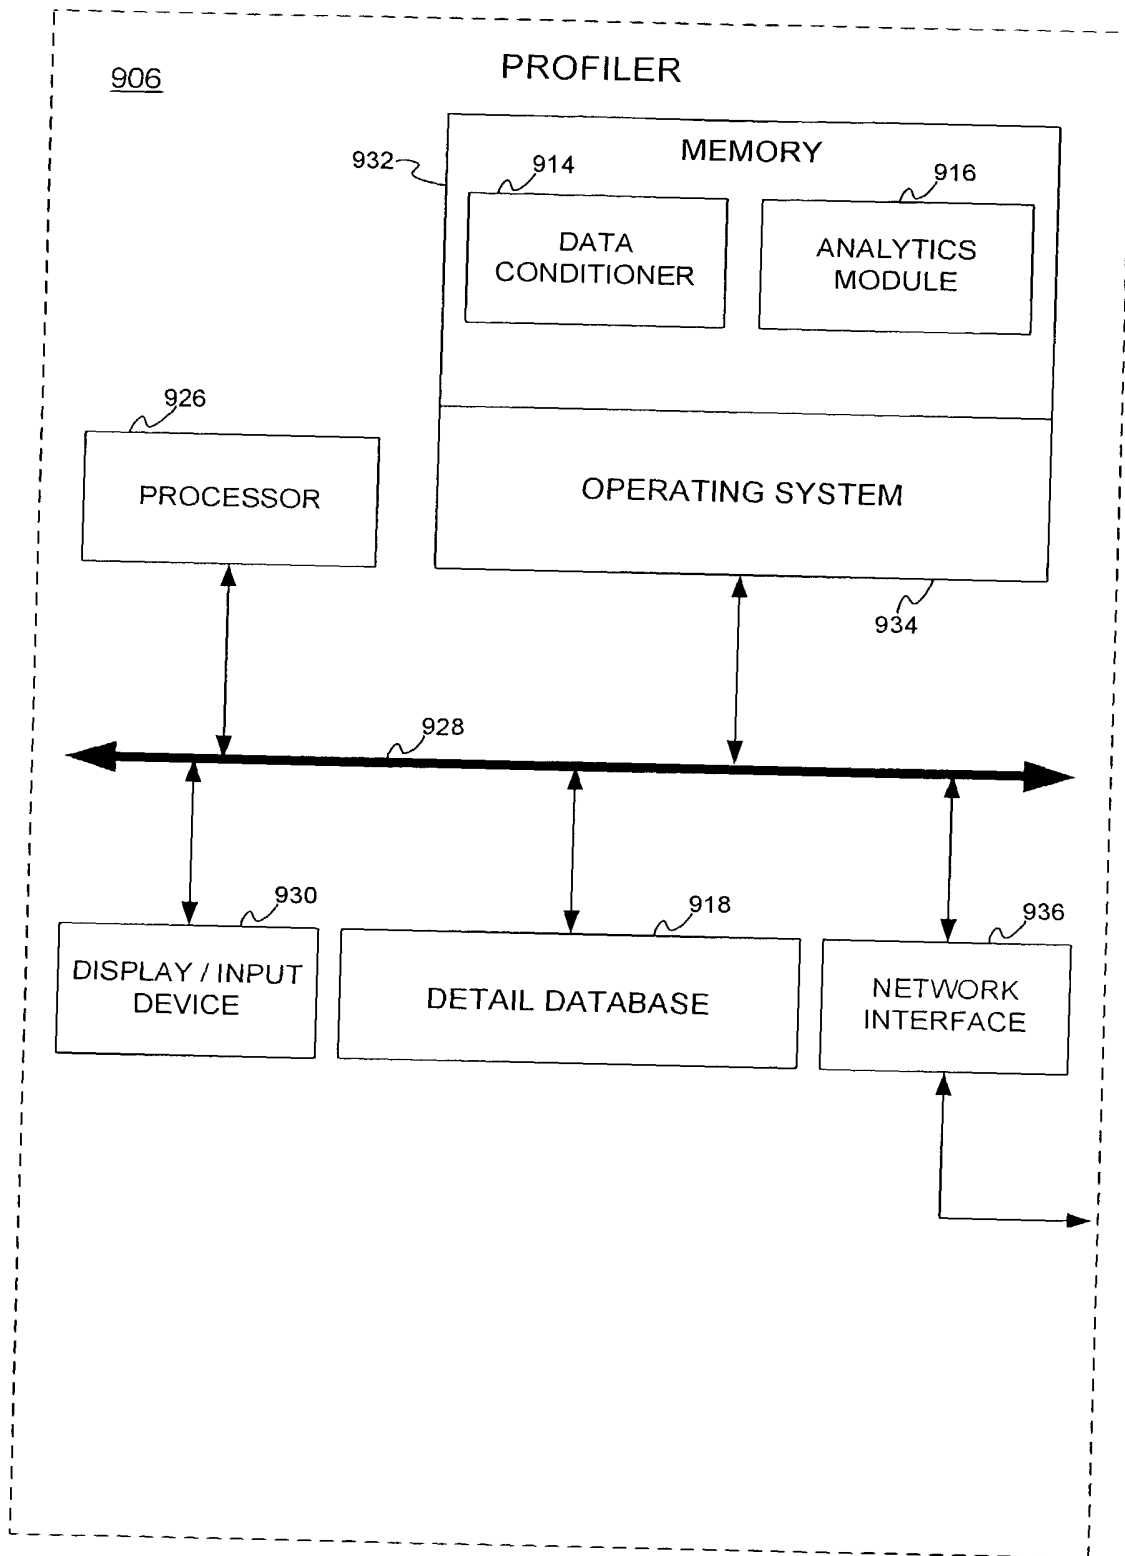 PROFILER
906
MEMORY
932
914
916
DATA
CONDITIONER
ANALYTICS
MODULE
926
PROCESSOR
OPERATING SYSTEM
934
928
930
918
936
DISPLAY / INPUT
DEVICE
DETAIL DATABASE
NETWORK
INTERFACE